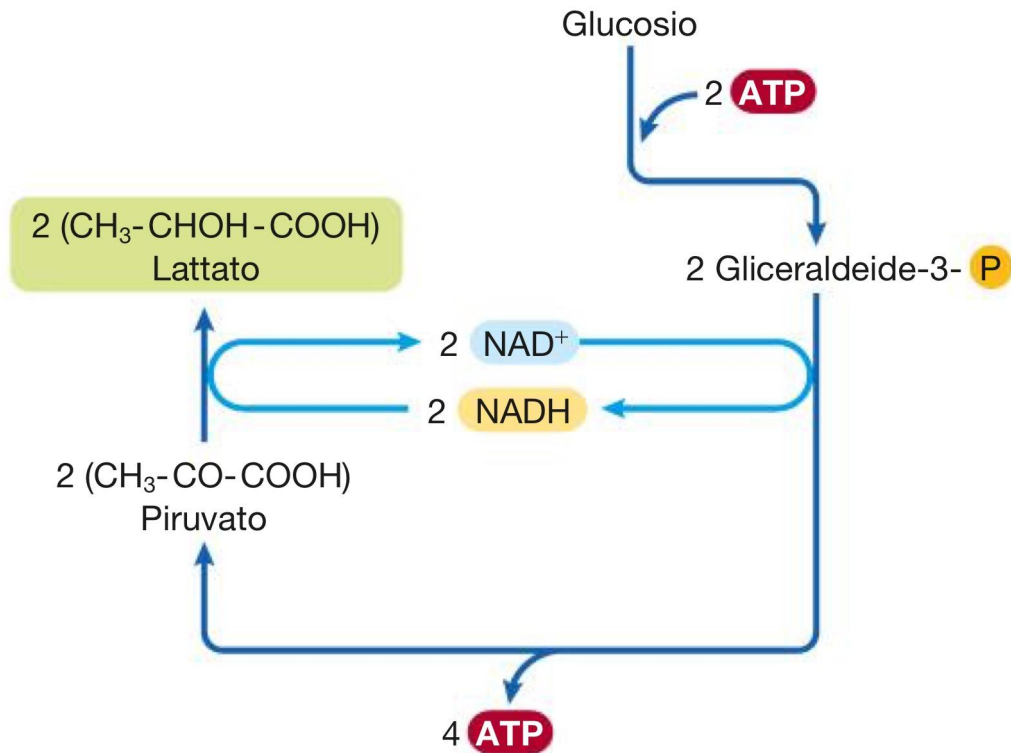 Glucosio
2 ATP
2 (CH₃-CHOH-COOH)
Lattato
2 Gliceraldeide-3- P
2 NAD⁺
2 NADH
2 (CH₃-CO-COOH)
Piruvato
4 ATP